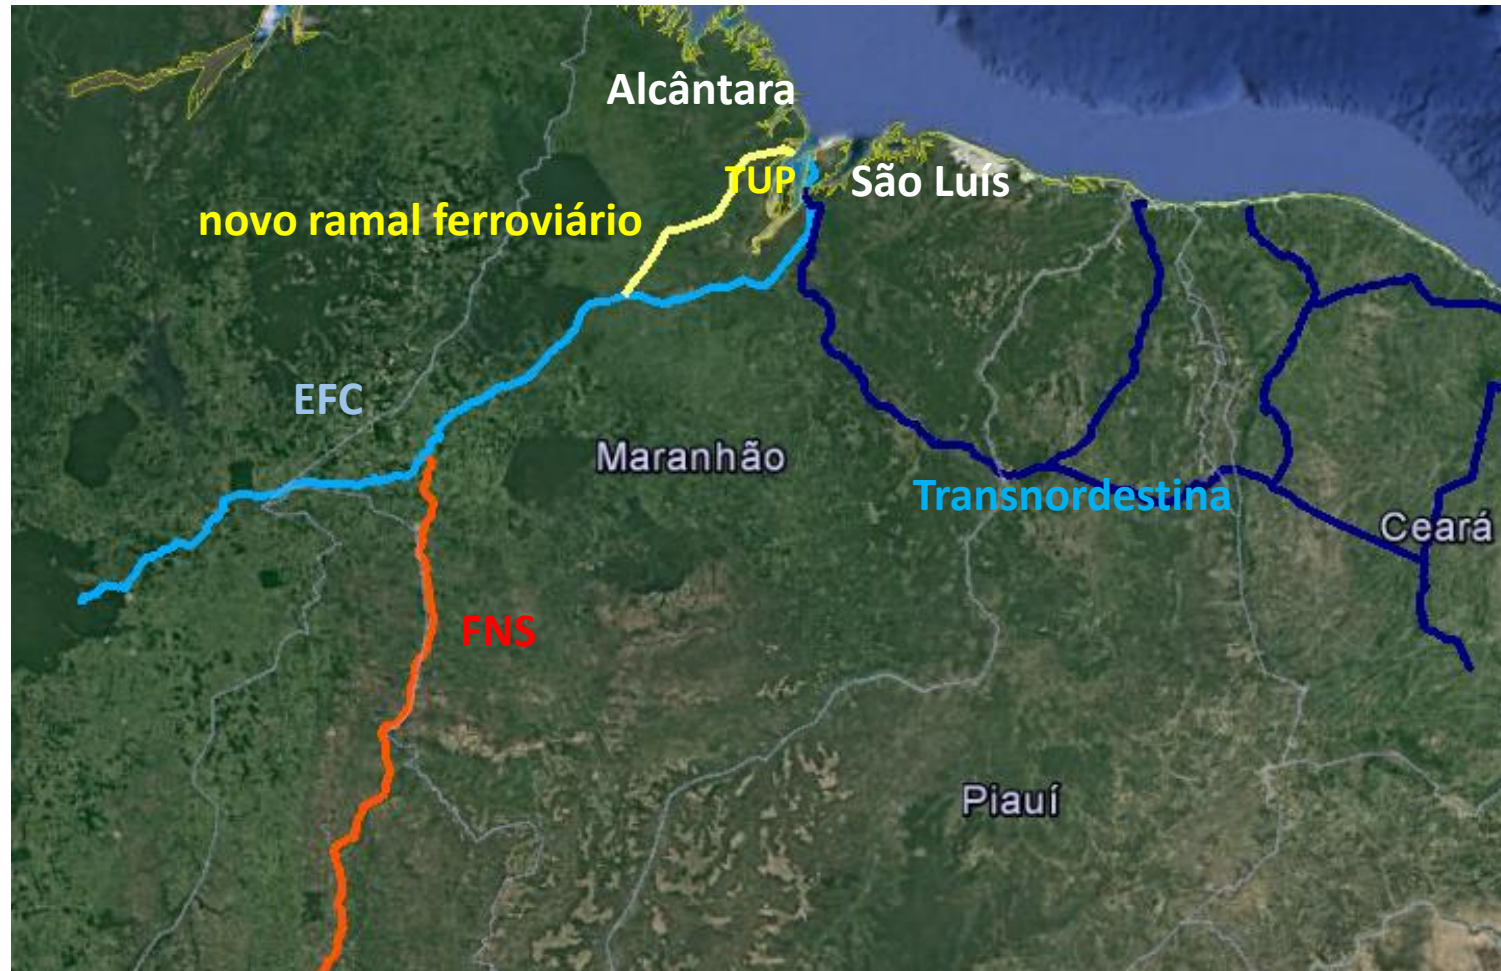 Alcântara
TUP
São Luís
novo ramal ferroviário
EFC
Maranhão
Transnordestina
Ceará
FNS
Piauí